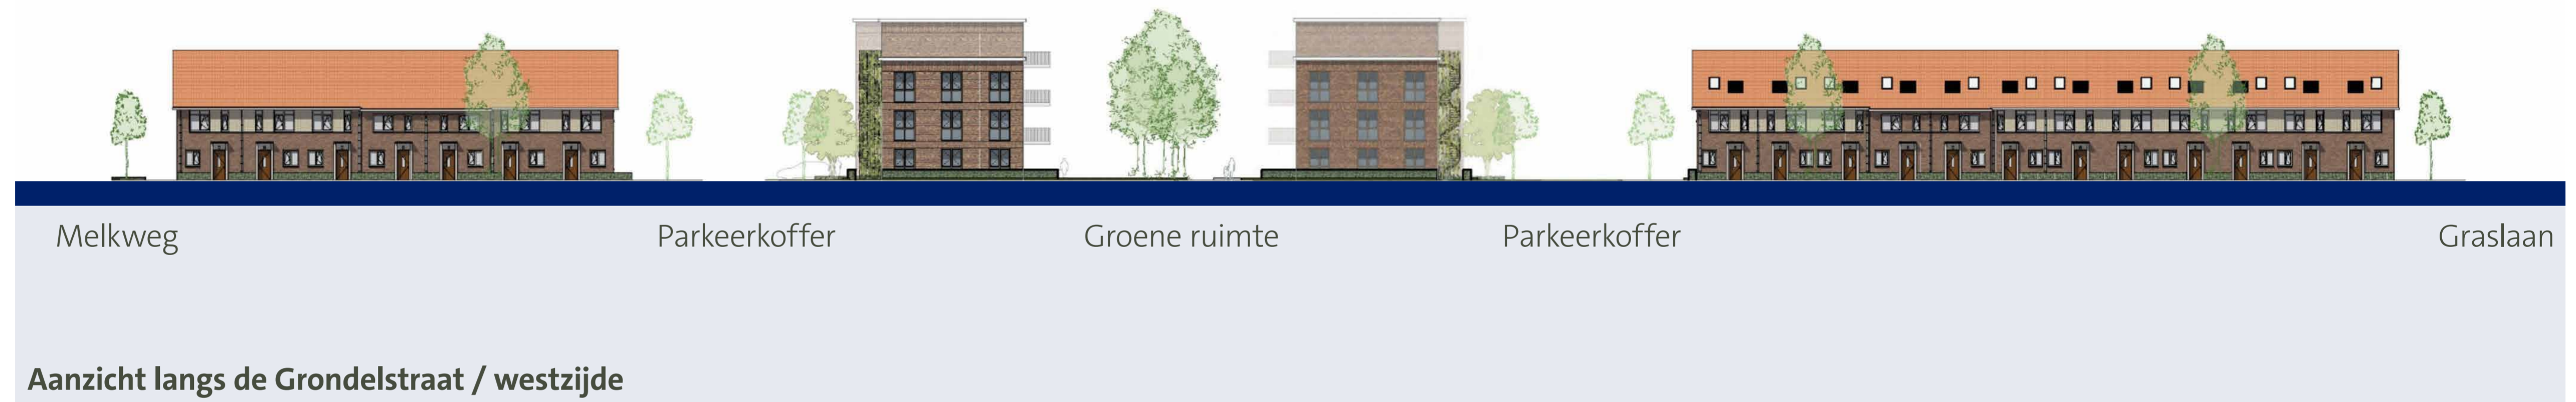 Melkweg Parkeerkoffer Groene ruimte Parkeerkoffer Graslaan
Aanzicht langs de Grondelstraat / westzijde